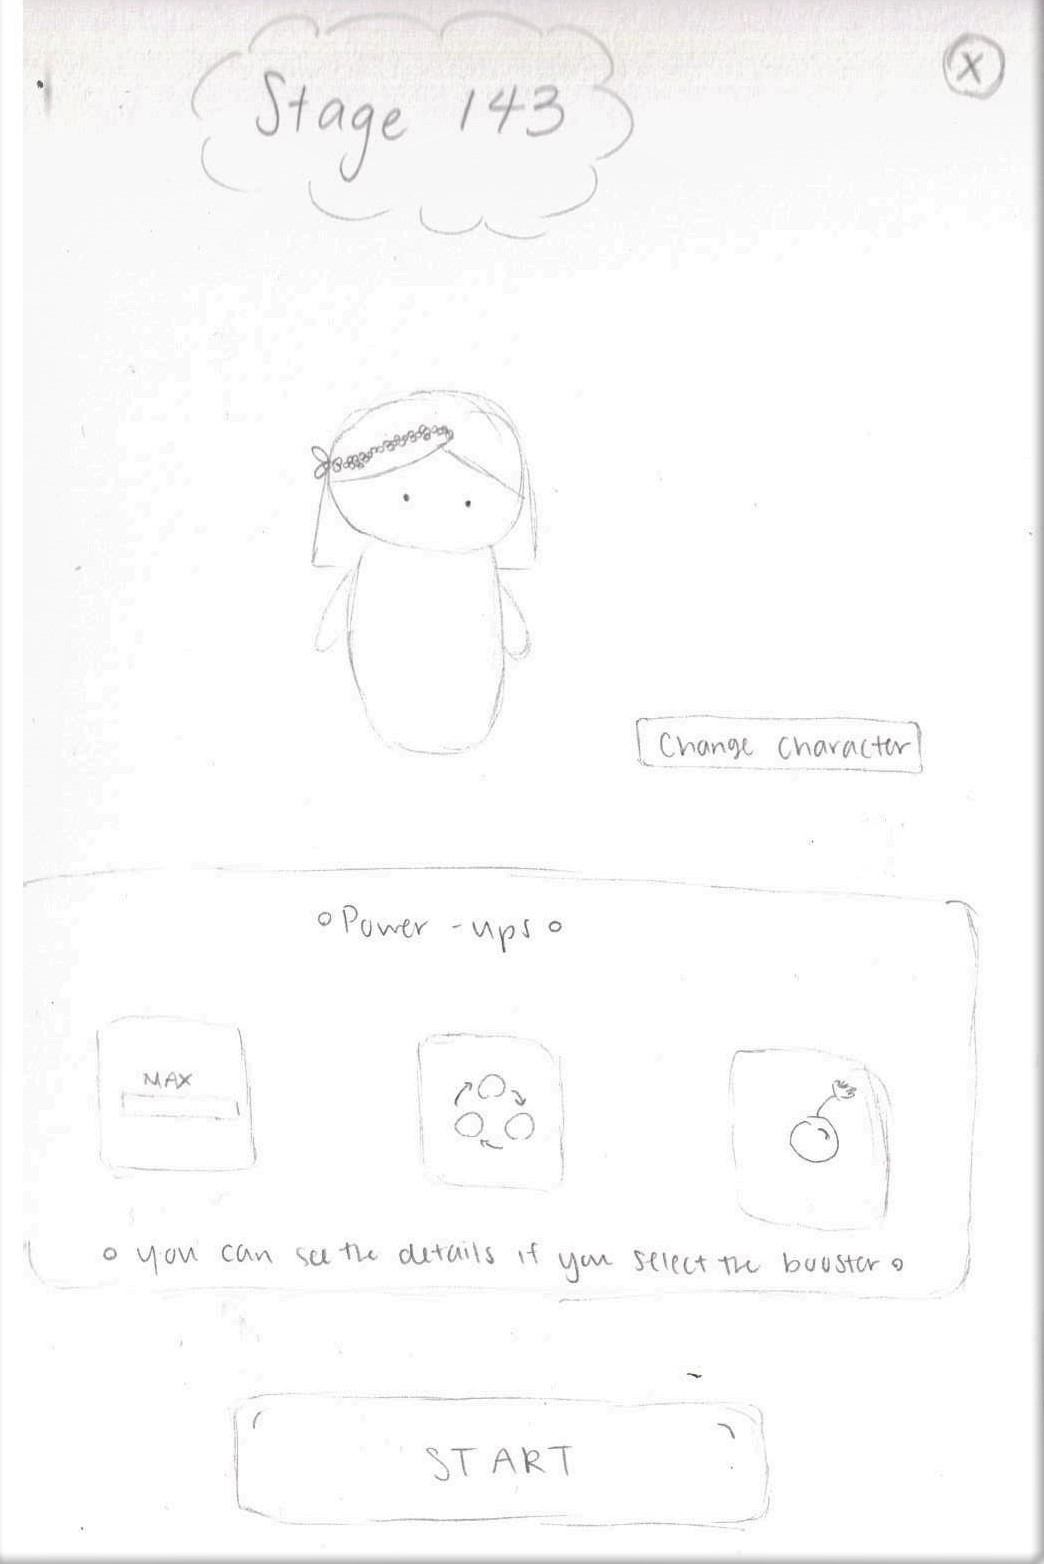 Stage 143
X
Change Character
Power-ups
MAX
you can see the details if you select the booster
START